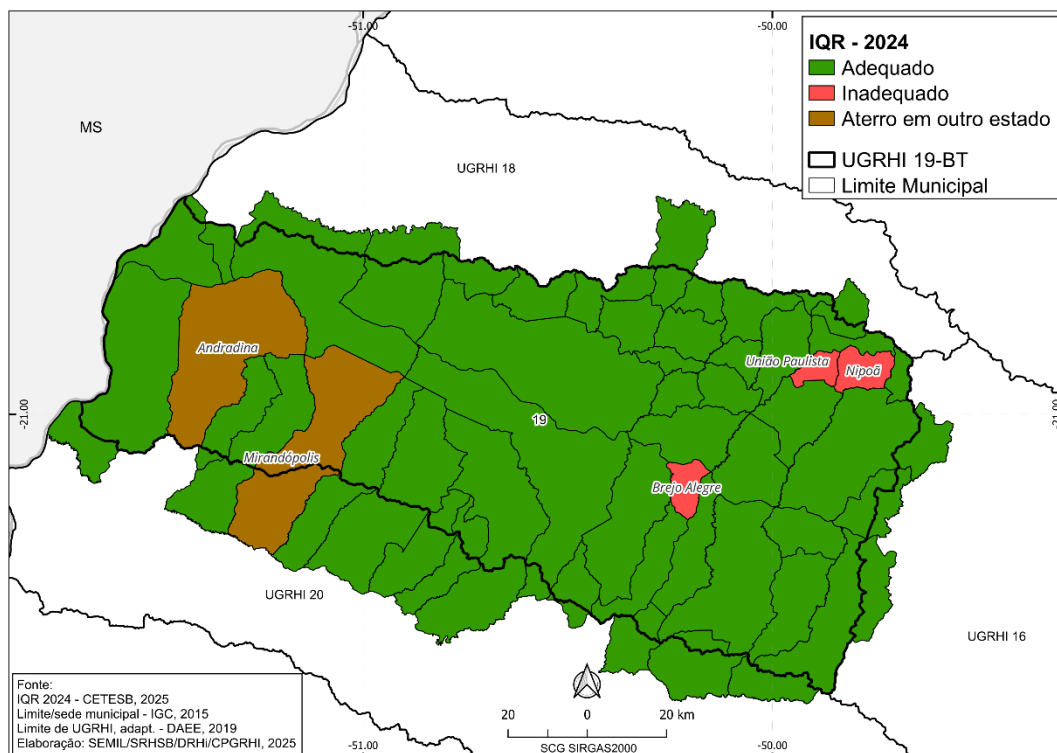 -51.00
-50.00
IQR - 2024
Adequado
Inadequado
Aterro em outro estado
UGRHI 19-BT
Limite Municipal
MS
UGRHI 18
Andradina
União Paulista
Nipoã
-21.00
19
-21.00
Mirandópolis
Brejo Alegre
UGRHI 20
UGRHI 16
Fonte:
IQR 2024 - CETESB, 2025
Limite/sede municipal - IGC, 2015
Limite de UGRHI, adapt. - DAEE, 2019
Elaboração: SEMIL/SRHSB/DRHi/CPGRHI, 2025
20 0 20 km
SCG SIRGAS2000
-51.00
-50.00